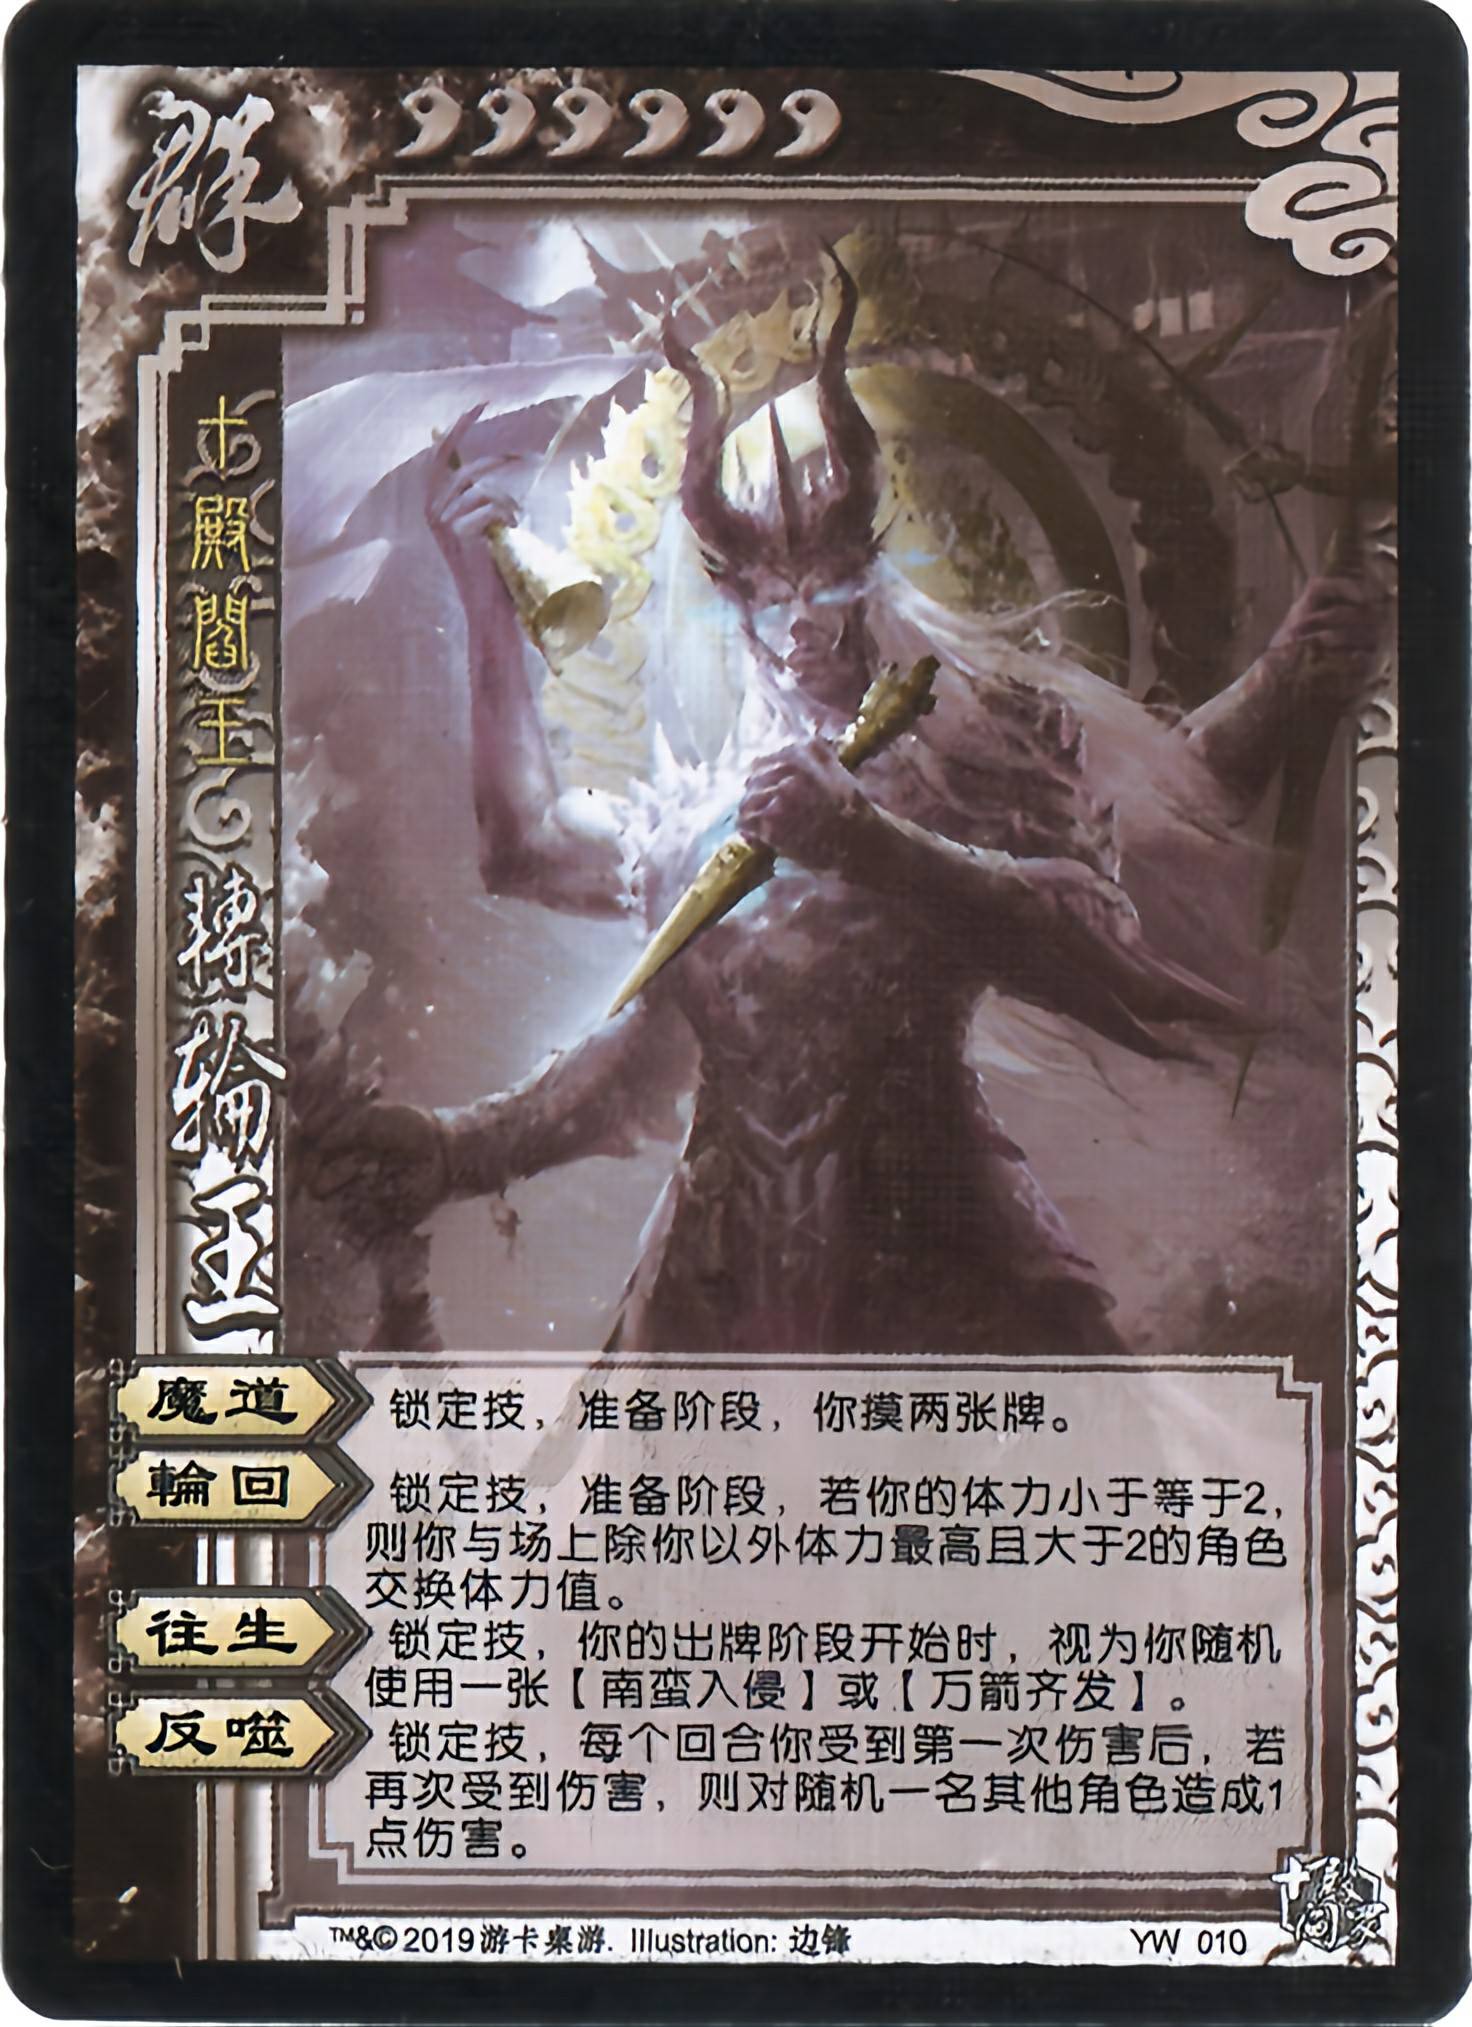 群
十殿閻王
轉輪王
魔道
锁定技，准备阶段，你摸两张牌。
輪回
锁定技，准备阶段，若你的体力小于等于2，
则你与场上除你以外体力最高且大于2的角色
交换体力值。
往生
锁定技，你的出牌阶段开始时，视为你随机
使用一张【南蛮入侵】或【万箭齐发】。
反噬
锁定技，每个回合你受到第一次伤害后，若
再次受到伤害，则对随机一名其他角色造成1
点伤害。
™&©2019游卡桌游. Illustration: 边锋
YW 010